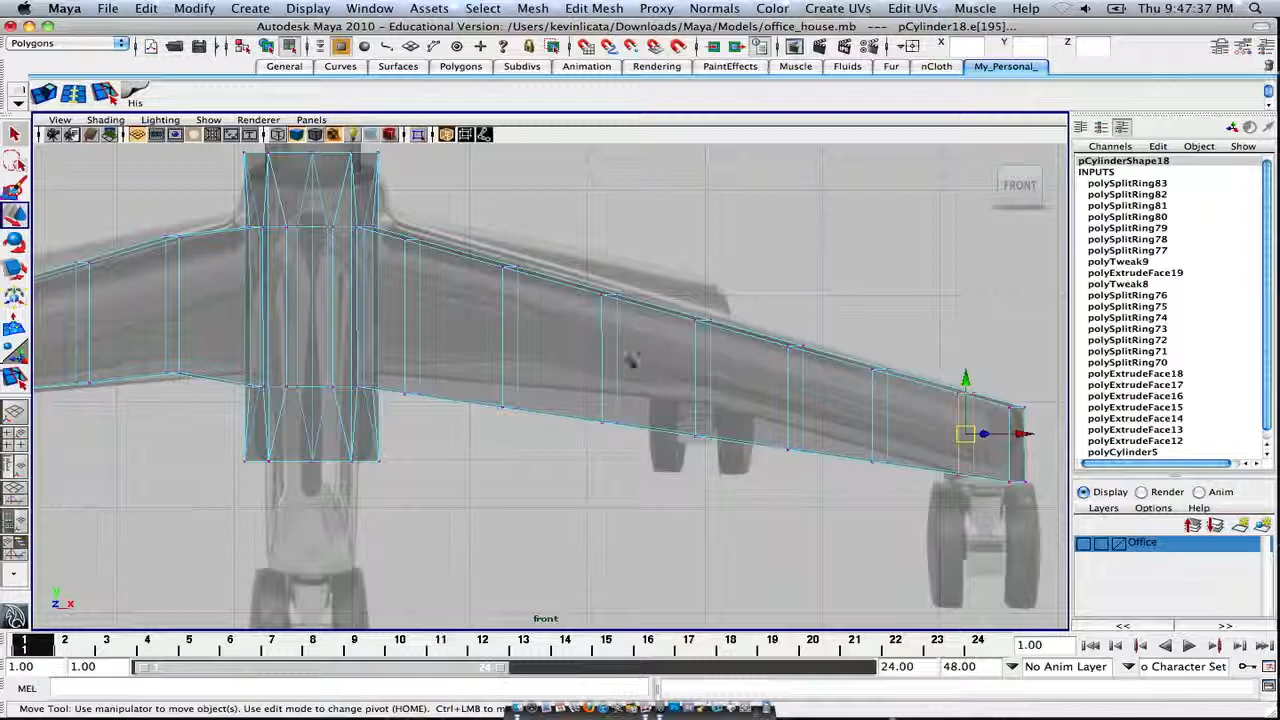 Maya File Edit Modify Create Display Window Assets Select Mesh Edit Mesh Proxy Normals Color Create UVs Edit UVs Muscle Help Thu 9:47:37 PM
Autodesk Maya 2010 - Educational Version: /Users/kevinlicata/Downloads/Maya/Models/office_house.mb --- pCylinder18.e[195]...
Polygons X Y Z
General Curves Surfaces Polygons Subdivs Animation Rendering PaintEffects Muscle Fluids Fur nCloth My_Personal_
His
View Shading Lighting Show Renderer Panels
Channels Edit Object Show
pCylinderShape18
INPUTS
polySplitRing83
polySplitRing82
polySplitRing81
polySplitRing80
polySplitRing79
polySplitRing78
polySplitRing77
polyTweak9
polyExtrudeFace19
polyTweak8
polySplitRing76
polySplitRing75
polySplitRing74
polySplitRing73
polySplitRing72
polySplitRing71
polySplitRing70
polyExtrudeFace18
polyExtrudeFace17
polyExtrudeFace16
polyExtrudeFace15
polyExtrudeFace14
polyExtrudeFace13
polyExtrudeFace12
polyCylinder5
FRONT
Display Render Anim
Layers Options Help
Office
y
z x
front
<< >>
1 2 3 4 5 6 7 8 9 10 11 12 13 14 15 16 17 18 19 20 21 22 23 24 1.00
1
1.00 1.00 1 24 24.00 48.00 No Anim Layer o Character Set
MEL
Move Tool: Use manipulator to move object(s). Use edit mode to change pivot (HOME). Ctrl+LMB to m